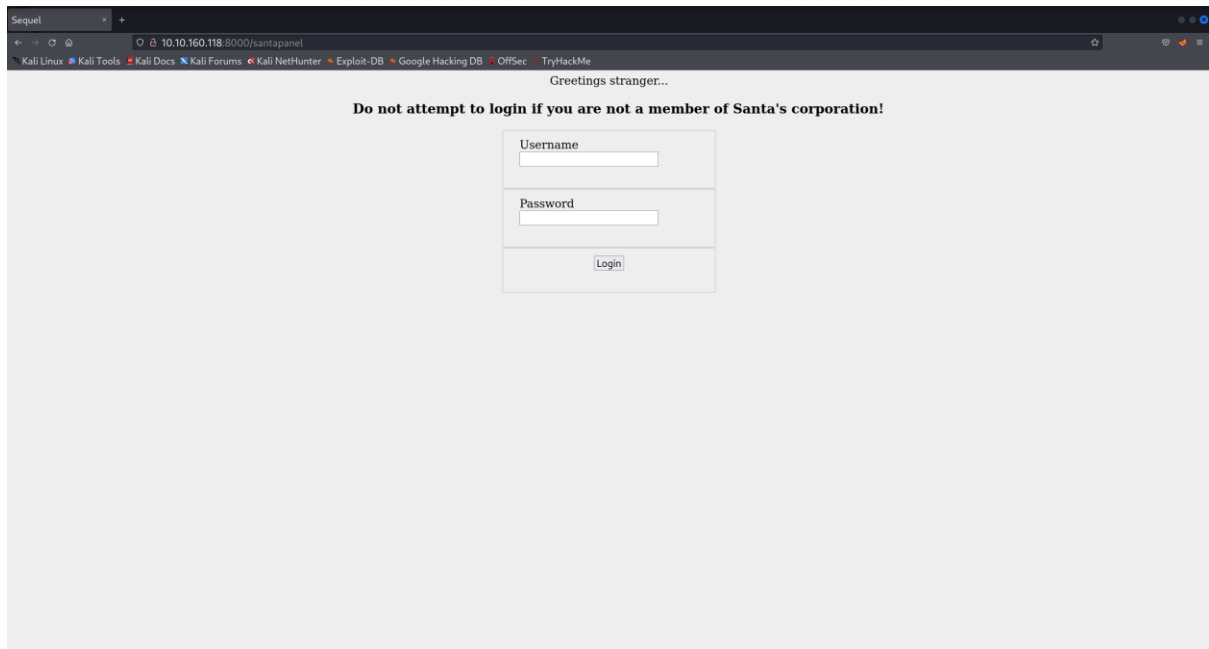 Sequel
10.10.160.118:8000/santapanel
Kali Linux Kali Tools Kali Docs Kali Forums Kali NetHunter Exploit-DB Google Hacking DB OffSec TryHackMe
Greetings stranger...
Do not attempt to login if you are not a member of Santa's corporation!
Username
Password
Login